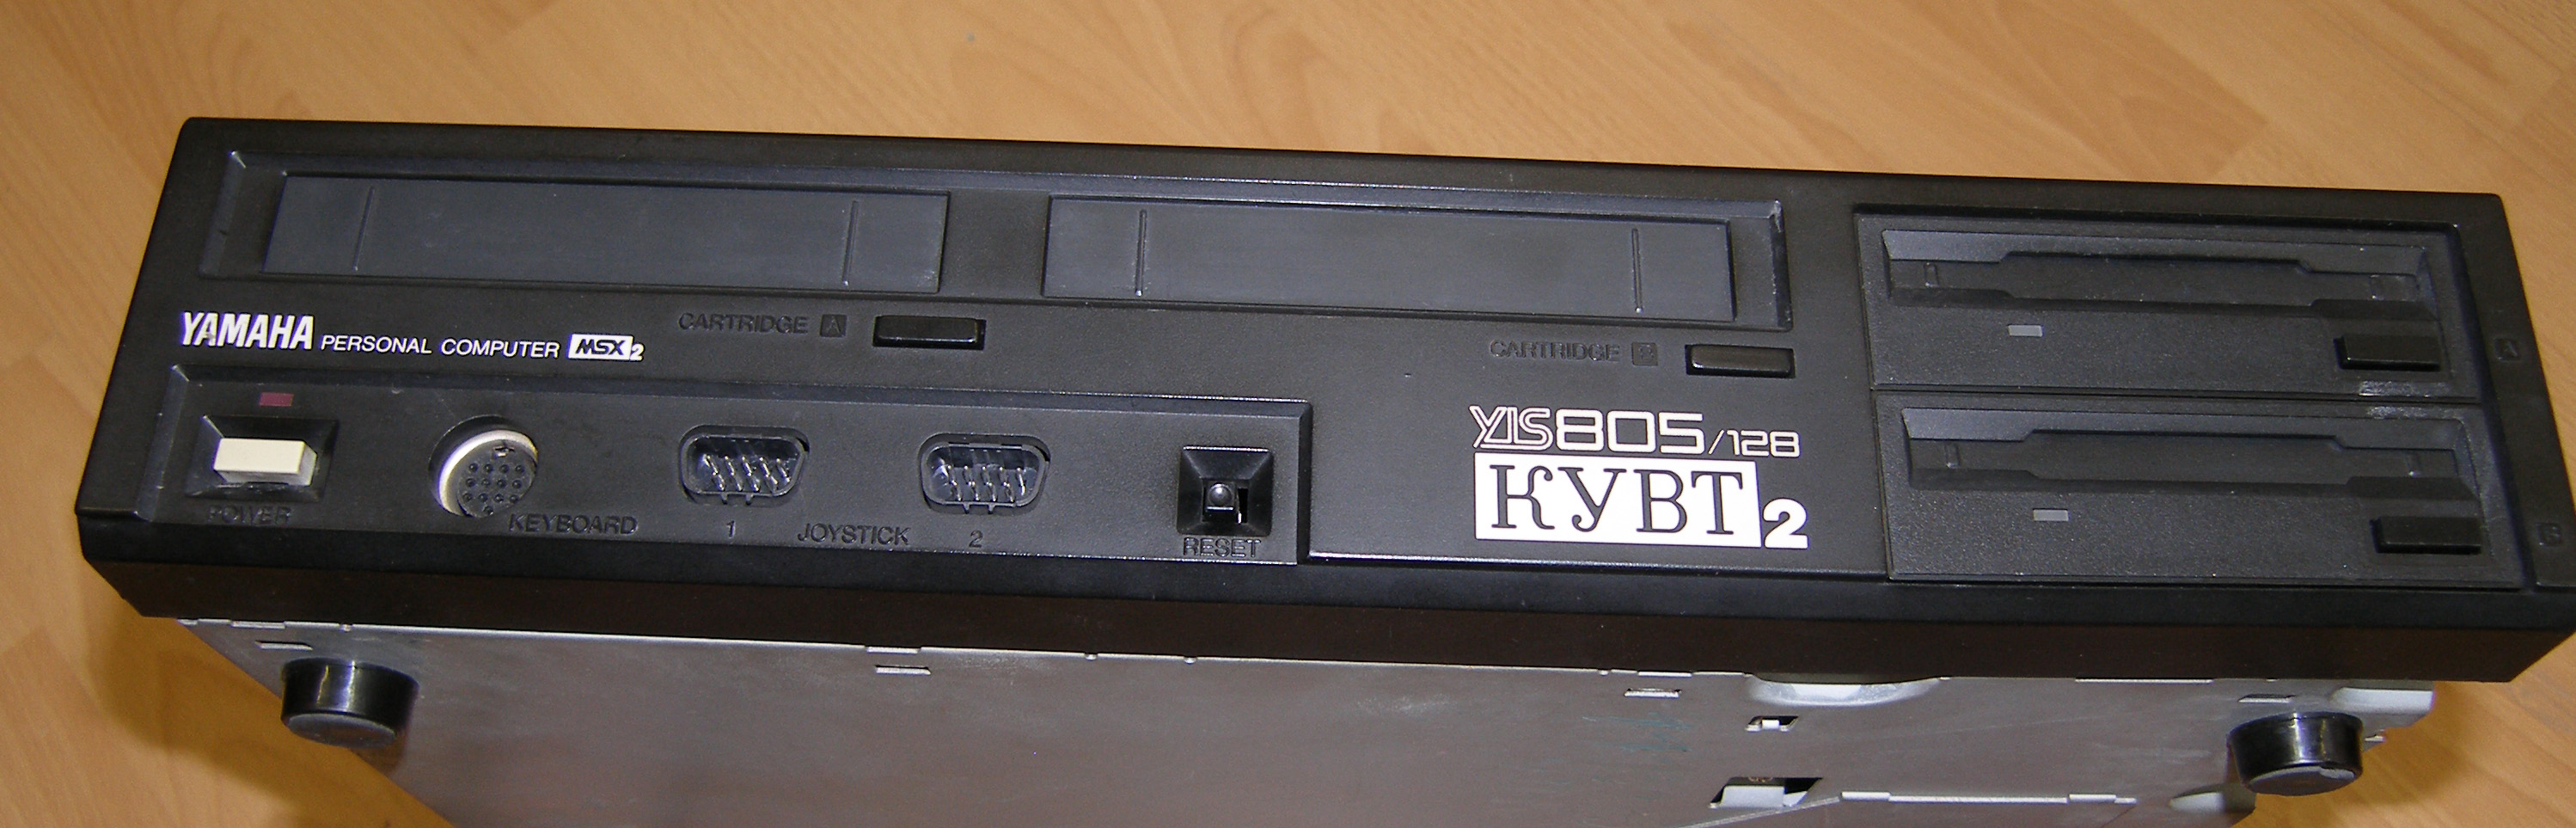 YAMAHA PERSONAL COMPUTER MSX2
CARTRIDGE A
CARTRIDGE B
POWER
KEYBOARD
1 JOYSTICK 2
RESET
YIS805/128
КУВТ2
A
B